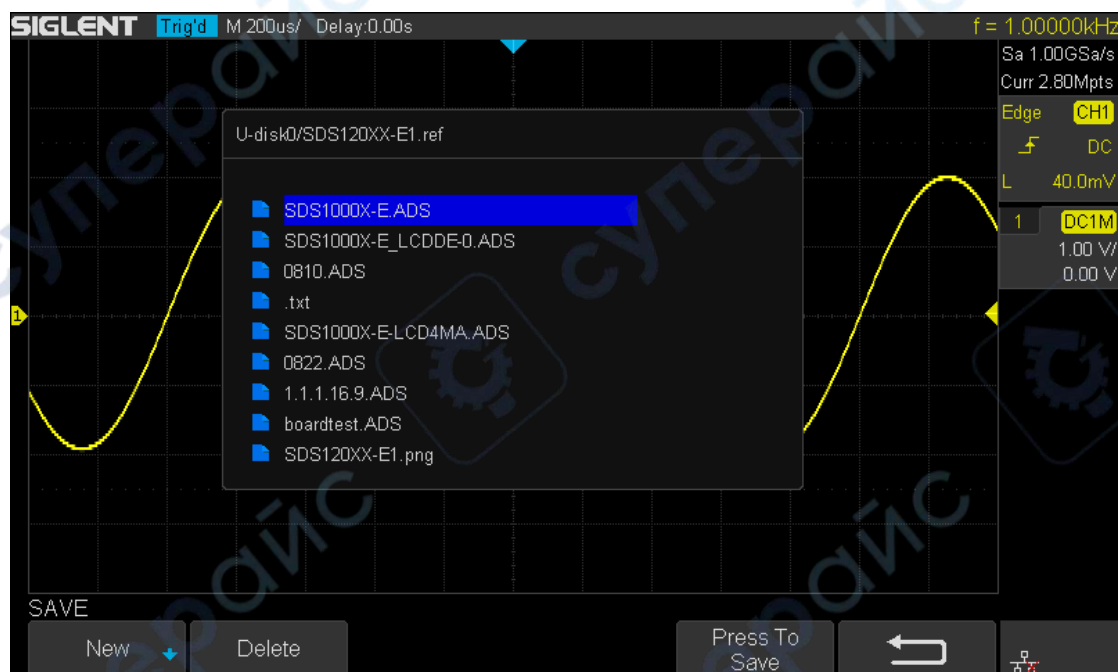 SIGLENT Trig'd M 200us/ Delay:0.00s f = 1.00000kHz
Sa 1.00GSa/s
Curr 2.80Mpts
Edge CH1
DC
L 40.0mV
1 DC1M
1.00 V/
0.00 V
U-disk0/SDS120XX-E1.ref
SDS1000X-E.ADS
SDS1000X-E_LCDDE-0.ADS
0810.ADS
.txt
SDS1000X-E-LCD4MA.ADS
0822.ADS
1.1.1.16.9.ADS
boardtest.ADS
SDS120XX-E1.png
1
SAVE
New Delete Press To Save
суперайс